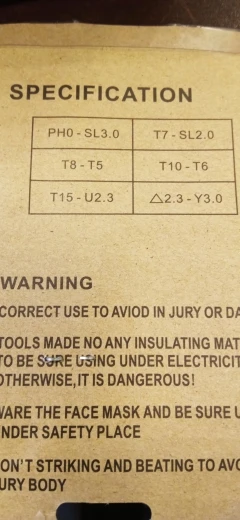 SPECIFICATION
PH0 - SL3.0 T7 - SL2.0
T8 - T5 T10 - T6
T15 - U2.3 △2.3 - Y3.0
WARNING
CORRECT USE TO AVIOD IN JURY OR DA
TOOLS MADE NO ANY INSULATING MAT
TO BE SURE USING UNDER ELECTRICIT
OTHERWISE,IT IS DANGEROUS!
WARE THE FACE MASK AND BE SURE U
NDER SAFETY PLACE
ON'T STRIKING AND BEATING TO AVO
URY BODY